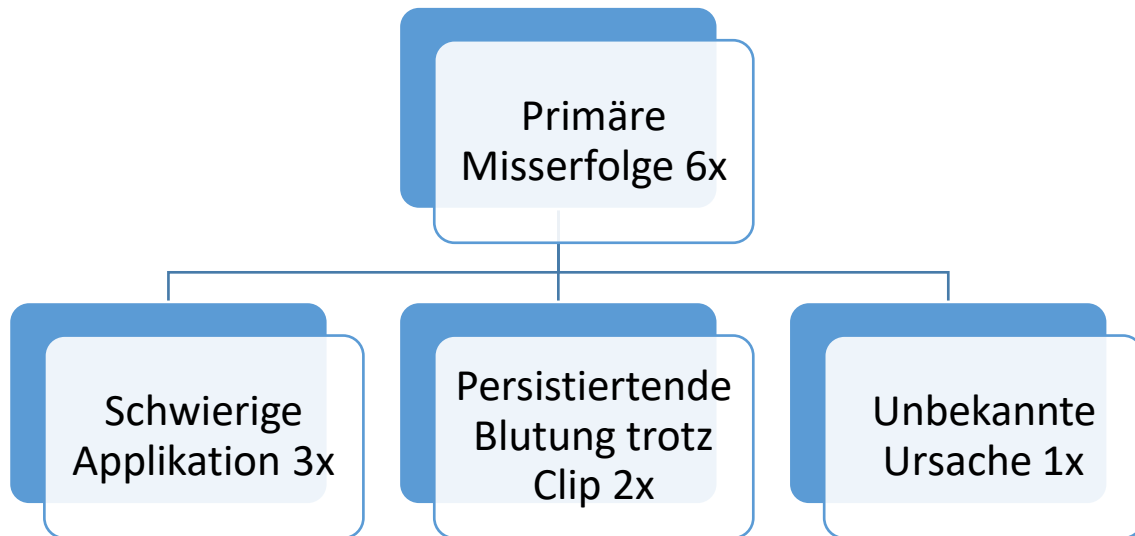 Primäre
Misserfolge 6x
Schwierige
Applikation 3x
Persistiertende
Blutung trotz
Clip 2x
Unbekannte
Ursache 1x